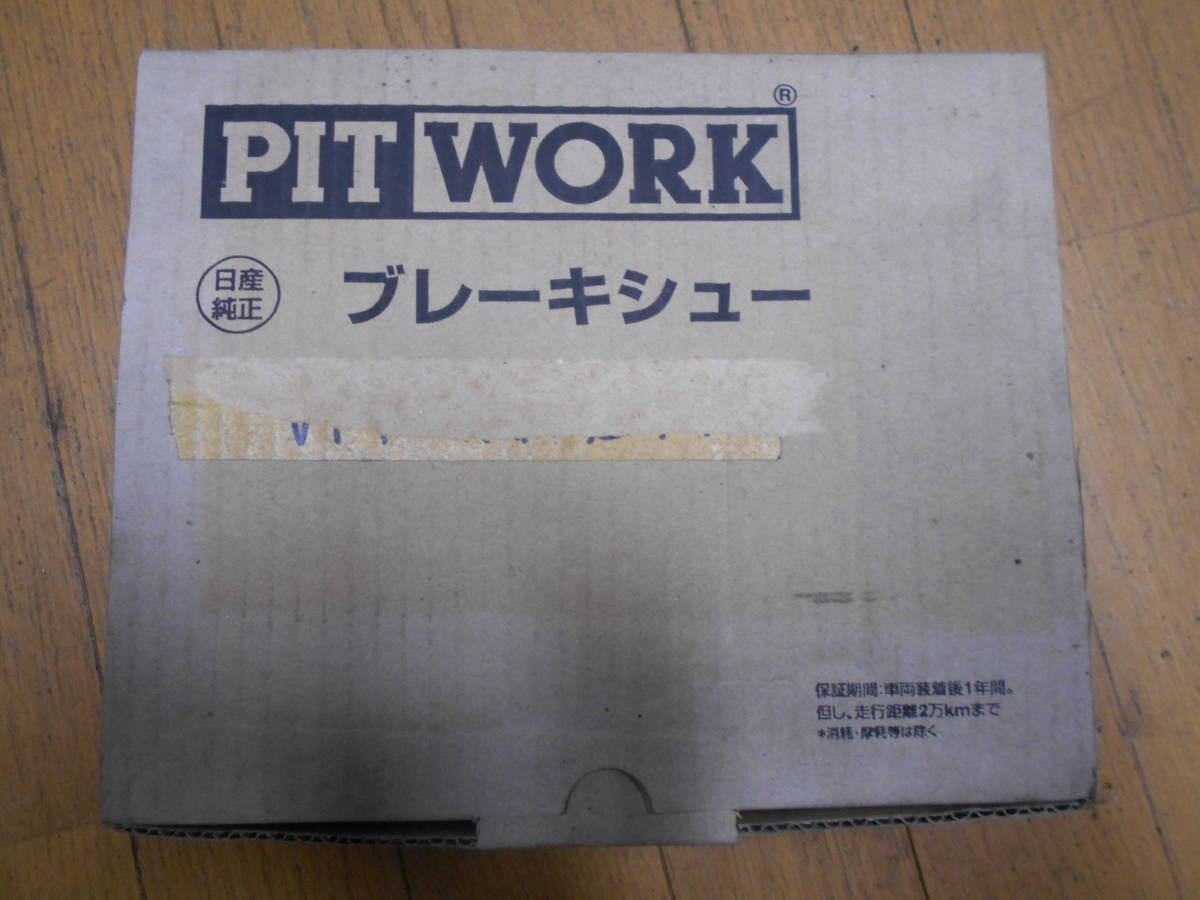 PIT WORK®
日産
純正
ブレーキシュー
保証期間:車両装着後1年間。
但し、走行距離2万kmまで
*消耗・摩耗等は除く